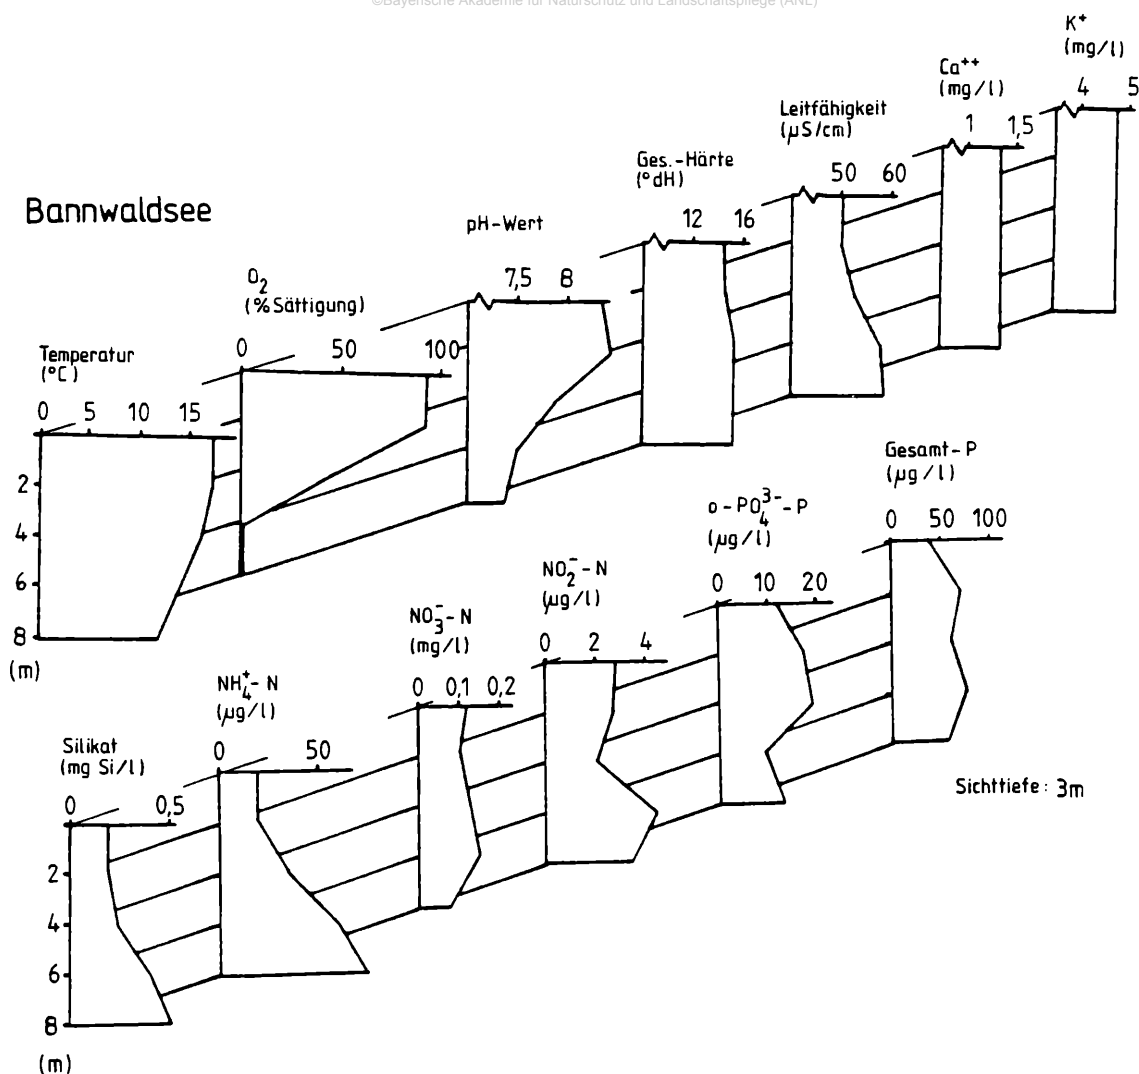 ©Bayerische Akademie für Naturschutz und Landschaftspflege (ANL)
K⁺
(mg/l)
4 5
Ca⁺⁺
(mg/l)
1 1,5
Leitfähigkeit
(µS/cm)
50 60
Ges.-Härte
(°dH)
12 16
Bannwaldsee
pH-Wert
7,5 8
O₂
(% Sättigung)
0 50 100
Temperatur
(°C)
0 5 10 15
2
4
6
8
(m)
Gesamt-P
(µg/l)
0 50 100
o-PO₄³⁻-P
(µg/l)
0 10 20
NO₂⁻-N
(µg/l)
0 2 4
NO₃⁻-N
(mg/l)
0 0,1 0,2
NH₄⁺-N
(µg/l)
0 50
Silikat
(mg Si/l)
0 0,5
2
4
6
8
(m)
Sichttiefe: 3m